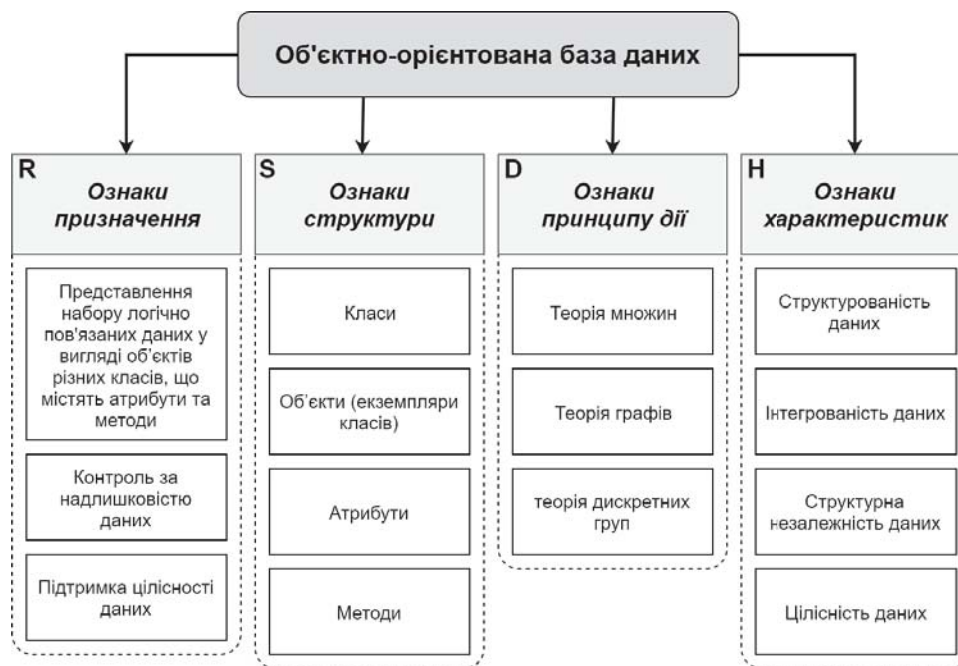 Об'єктно-орієнтована база даних
R
Ознаки
призначення
Представлення
набору логічно
пов'язаних даних у
вигляді об’єктів
різних класів, що
містять атрибути та
методи
Контроль за
надлишковістю
даних
Підтримка цілісності
даних
S
Ознаки
структури
Класи
Об’єкти (екземпляри
класів)
Атрибути
Методи
D
Ознаки
принципу дії
Теорія множин
Теорія графів
теорія дискретних
груп
H
Ознаки
характеристик
Структурованість
даних
Інтегрованість даних
Структурна
незалежність даних
Цілісність даних